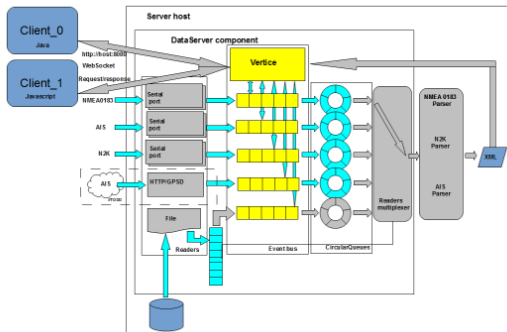 Server host
Client_0
Java
DataServer component
http://host:8080
WebSocket
Request/response
Vertice
Client_1
Javascript
NMEA0183
Serial
port
AIS
Serial
port
N2K
Serial
port
AIS
HTTP/GPSD
File
Readers
Event bus
CircularQueues
Readers
multiplexer
NMEA 0183
Parser
N2K
Parser
AIS
Parser
XML